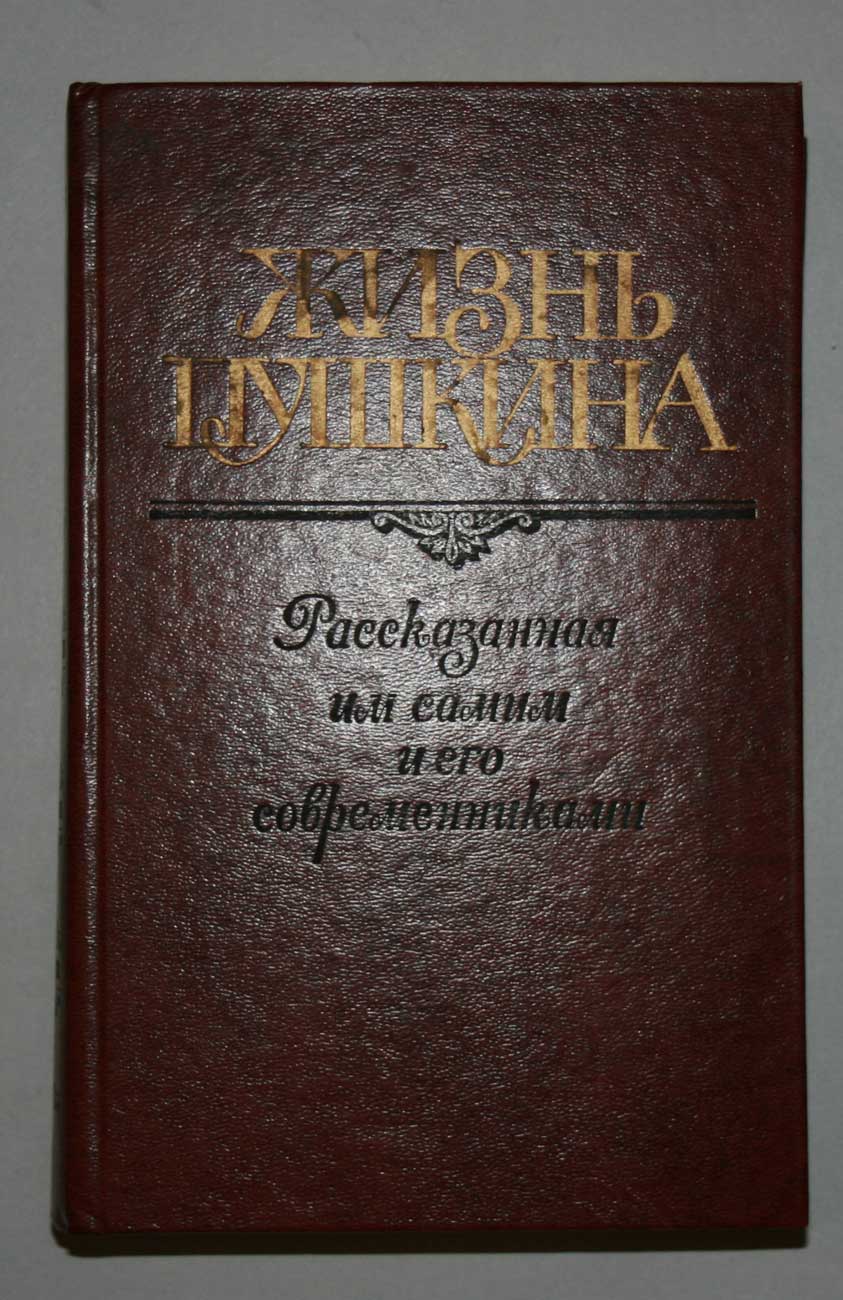 ЖИЗНЬ
ПУШКИНА
Рассказанная
им самим
и его
современниками